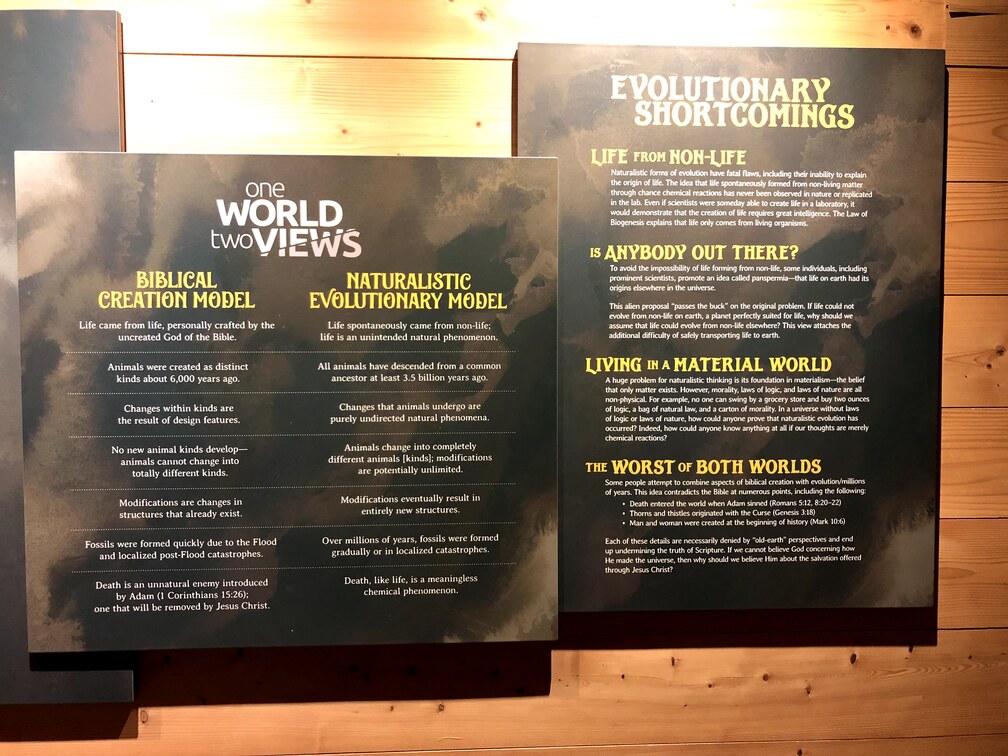 one
WORLD
two VIEWS
BIBLICAL
CREATION MODEL
NATURALISTIC
EVOLUTIONARY MODEL
Life came from life, personally crafted by the
uncreated God of the Bible.
Life spontaneously came from non-life;
life is an unintended natural phenomenon.
Animals were created as distinct
kinds about 6,000 years ago.
All animals have descended from a common
ancestor at least 3.5 billion years ago.
Changes within kinds are
the result of design features.
Changes that animals undergo are
purely undirected natural phenomena.
No new animal kinds develop—
animals cannot change into
totally different kinds.
Animals change into completely
different animals [kinds]; modifications
are potentially unlimited.
Modifications are changes in
structures that already exist.
Modifications eventually result in
entirely new structures.
Fossils were formed quickly due to the Flood
and localized post-Flood catastrophes.
Over millions of years, fossils were formed
gradually or in localized catastrophes.
Death is an unnatural enemy introduced
by Adam (1 Corinthians 15:26);
one that will be removed by Jesus Christ.
Death, like life, is a meaningless
chemical phenomenon.
EVOLUTIONARY
SHORTCOMINGS
LIFE FROM NON-LIFE
Naturalistic forms of evolution have fatal flaws, including their inability to explain
the origin of life. The idea that life spontaneously formed from non-living matter
through chance chemical reactions has never been observed in nature or replicated
in the lab. Even if scientists were someday able to create life in a laboratory, it
would demonstrate that the creation of life requires great intelligence. The Law of
Biogenesis explains that life only comes from living organisms.
IS ANYBODY OUT THERE?
To avoid the impossibility of life forming from non-life, some individuals, including
prominent scientists, promote an idea called panspermia—that life on earth had its
origins elsewhere in the universe.
This alien proposal "passes the buck" on the original problem. If life could not
evolve from non-life on earth, a planet perfectly suited for life, why should we
assume that life could evolve from non-life elsewhere? This view attaches the
additional difficulty of safely transporting life to earth.
LIVING IN A MATERIAL WORLD
A huge problem for naturalistic thinking is its foundation in materialism—the belief
that only matter exists. However, morality, laws of logic, and laws of nature are all
non-physical. For example, no one can swing by a grocery store and buy two ounces
of logic, a bag of natural law, and a carton of morality. In a universe without laws
of logic or laws of nature, how could anyone prove that naturalistic evolution has
occurred? Indeed, how could anyone know anything at all if our thoughts are merely
chemical reactions?
THE WORST OF BOTH WORLDS
Some people attempt to combine aspects of biblical creation with evolution/millions
of years. This idea contradicts the Bible at numerous points, including the following:
• Death entered the world when Adam sinned (Romans 5:12, 8:20–22)
• Thorns and thistles originated with the Curse (Genesis 3:18)
• Man and woman were created at the beginning of history (Mark 10:6)
Each of these details are necessarily denied by "old-earth" perspectives and end
up undermining the truth of Scripture. If we cannot believe God concerning how
He made the universe, then why should we believe Him about the salvation offered
through Jesus Christ?